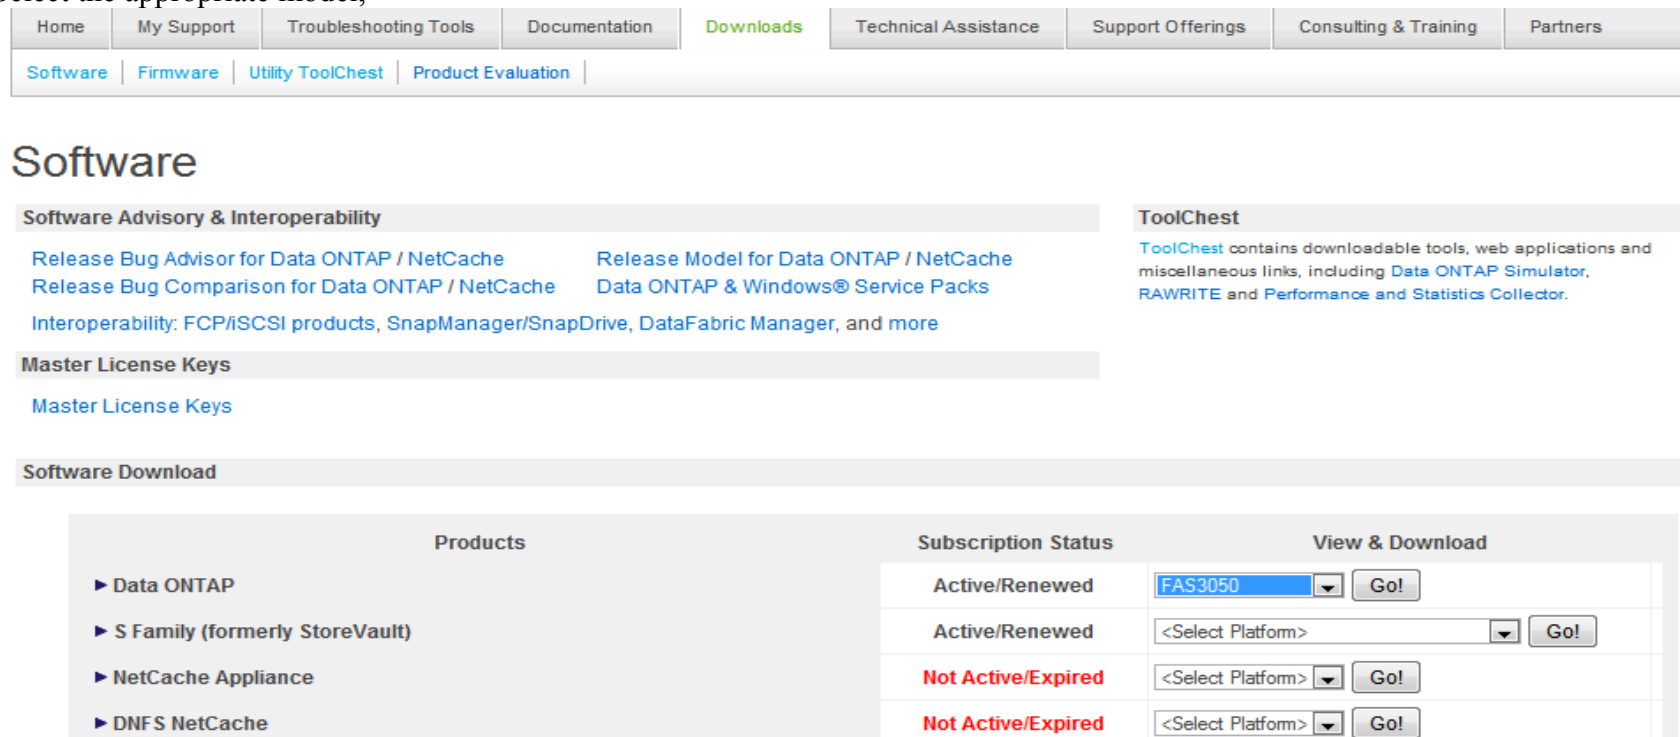 select the appropriate model,
Home My Support Troubleshooting Tools Documentation Downloads Technical Assistance Support Offerings Consulting & Training Partners
Software Firmware Utility ToolChest Product Evaluation
Software
Software Advisory & Interoperability
Release Bug Advisor for Data ONTAP / NetCache Release Model for Data ONTAP / NetCache
Release Bug Comparison for Data ONTAP / NetCache Data ONTAP & Windows® Service Packs
Interoperability: FCP/iSCSI products, SnapManager/SnapDrive, DataFabric Manager, and more
Master License Keys
Master License Keys
ToolChest
ToolChest contains downloadable tools, web applications and
miscellaneous links, including Data ONTAP Simulator,
RAWRITE and Performance and Statistics Collector.
Software Download
Products Subscription Status View & Download
Data ONTAP Active/Renewed FAS3050 Go!
S Family (formerly StoreVault) Active/Renewed <Select Platform> Go!
NetCache Appliance Not Active/Expired <Select Platform> Go!
DNFS NetCache Not Active/Expired <Select Platform> Go!